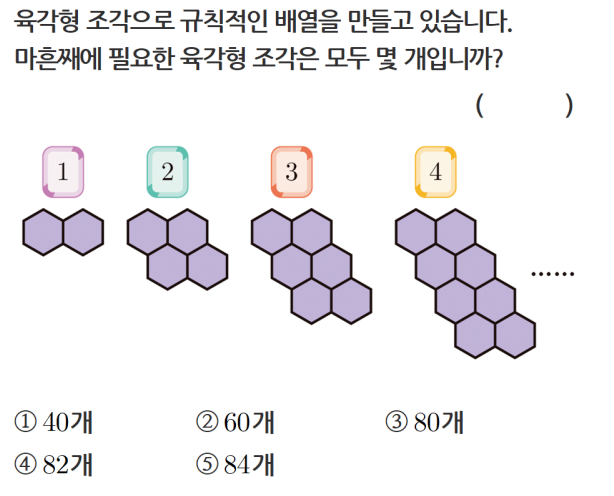 육각형 조각으로 규칙적인 배열을 만들고 있습니다.
마흔째에 필요한 육각형 조각은 모두 몇 개입니까?
( )
1 2 3 4
......
① 40개 ② 60개 ③ 80개
④ 82개 ⑤ 84개